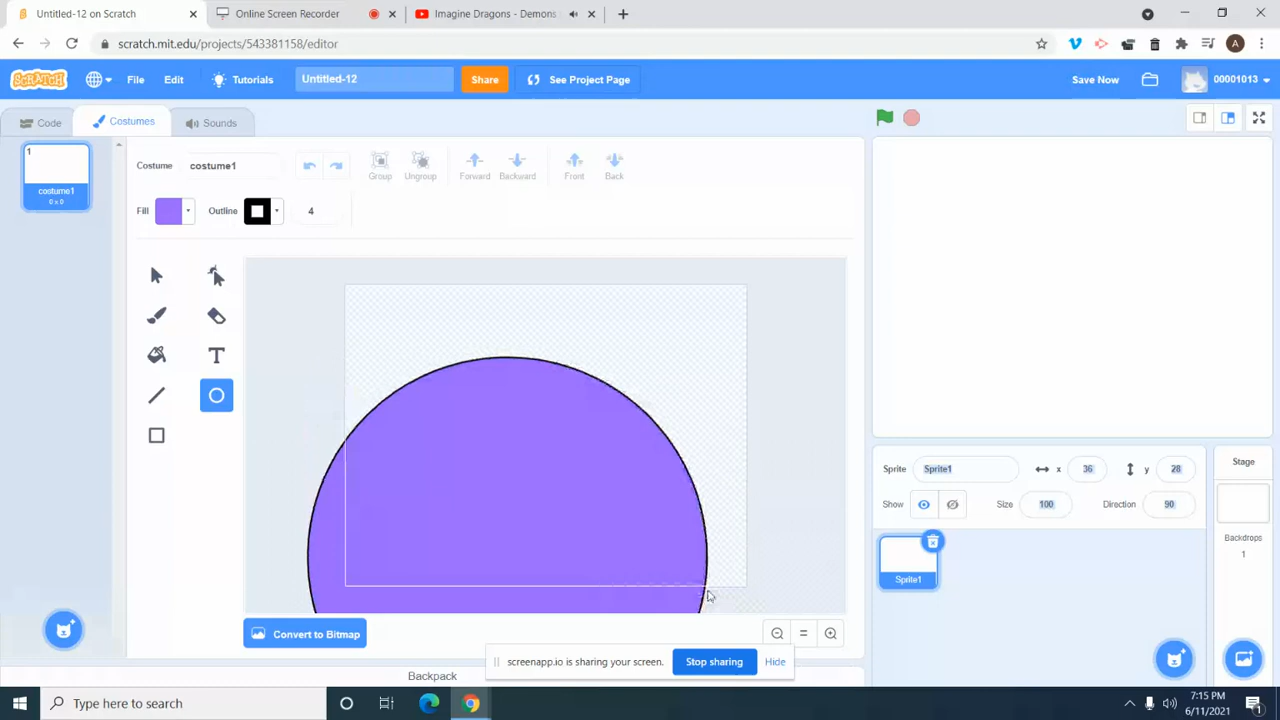 Untitled-12 on Scratch
Online Screen Recorder
Imagine Dragons - Demons
scratch.mit.edu/projects/543381158/editor
A
SCRATCH
File
Edit
Tutorials
Untitled-12
Share
See Project Page
Save Now
00001013
Code
Costumes
Sounds
1
costume1
0 x 0
Costume
costume1
Group
Ungroup
Forward
Backward
Front
Back
Fill
Outline
4
Convert to Bitmap
Backpack
Sprite
Sprite1
x
36
y
28
Show
Size
100
Direction
90
Sprite1
Stage
Backdrops
1
screenapp.io is sharing your screen.
Stop sharing
Hide
Type here to search
7:15 PM
6/11/2021
1